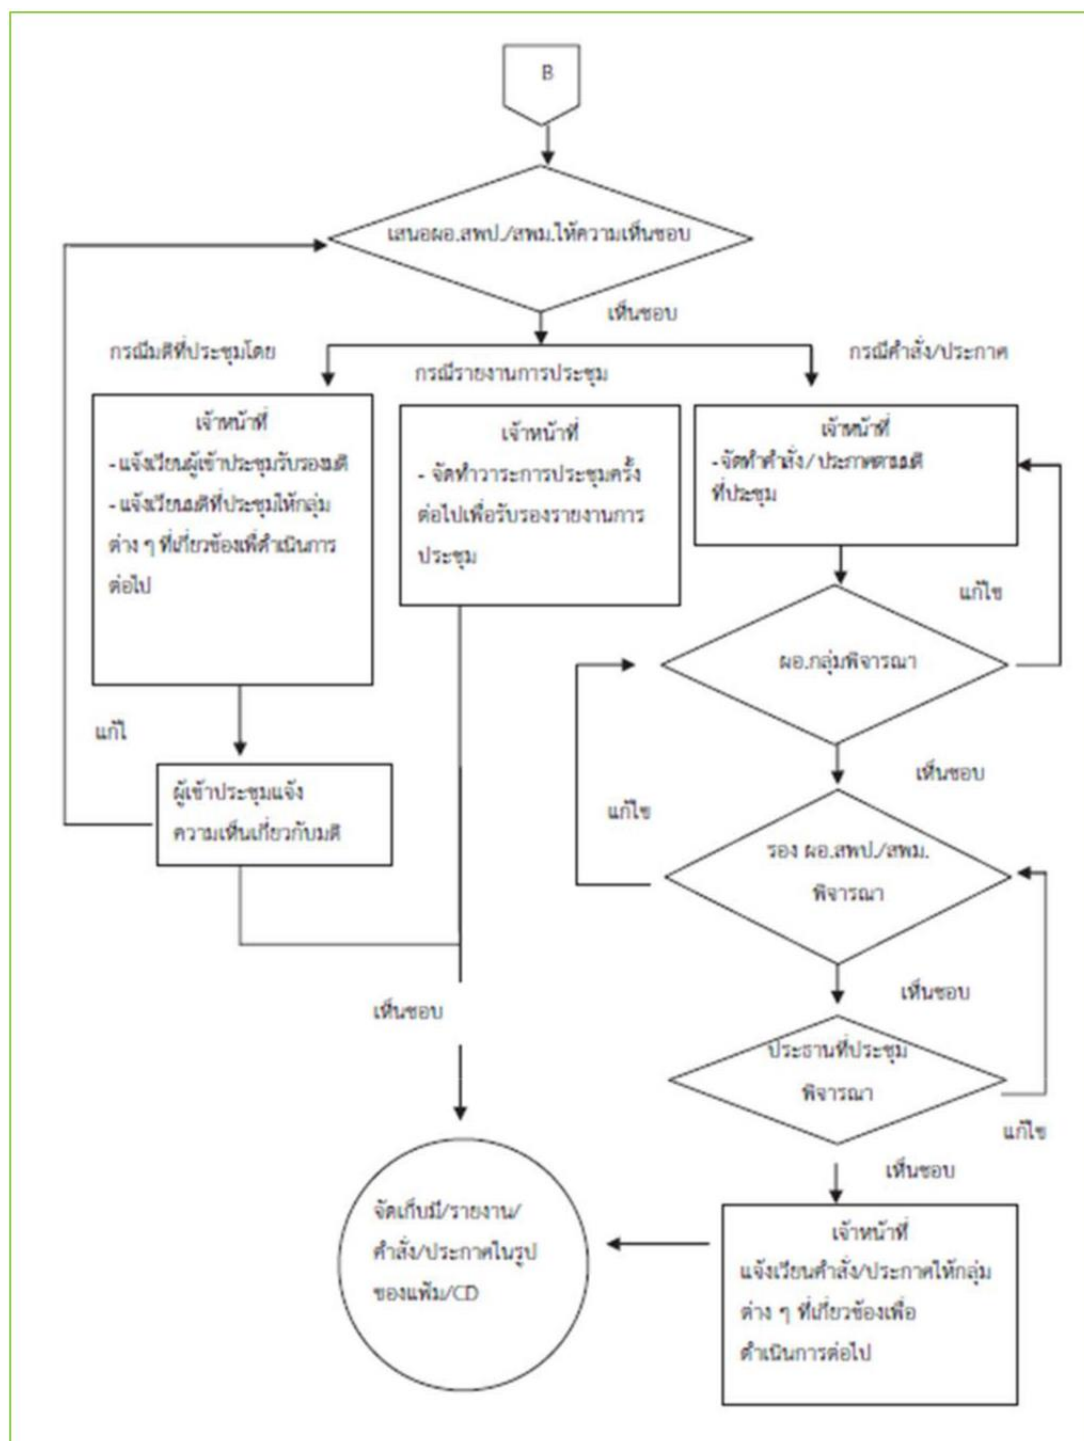 B
เสนอผอ.สพป./สพม.ให้ความเห็นชอบ
เห็นชอบ
กรณีมติที่ประชุมโดย
กรณีรายงานการประชุม
กรณีคำสั่ง/ประกาศ
เจ้าหน้าที่
- แจ้งเวียนผู้เข้าประชุมรับรองมติ
- แจ้งเวียนมติที่ประชุมให้กลุ่ม
ต่าง ๆ ที่เกี่ยวข้องเพื่ดำเนินการ
ต่อไป
เจ้าหน้าที่
- จัดทำวาระการประชุมครั้ง
ต่อไปเพื่อรับรองรายงานการ
ประชุม
เจ้าหน้าที่
- จัดทำคำสั่ง/ ประกาศตามมติ
ที่ประชุม
แก้ไข
ผอ.กลุ่มพิจารณา
แก้ไ
เห็นชอบ
ผู้เข้าประชุมแจ้ง
ความเห็นเกี่ยวกับมติ
แก้ไข
รอง ผอ.สพป./สพม.
พิจารณา
เห็นชอบ
เห็นชอบ
ประธานที่ประชุม
พิจารณา
แก้ไข
เห็นชอบ
จัดเก็บมี/รายงาน/
คำสั่ง/ประกาศในรูป
ของแฟ้ม/CD
เจ้าหน้าที่
แจ้งเวียนคำสั่ง/ประกาศให้กลุ่ม
ต่าง ๆ ที่เกี่ยวข้องเพื่อ
ดำเนินการต่อไป